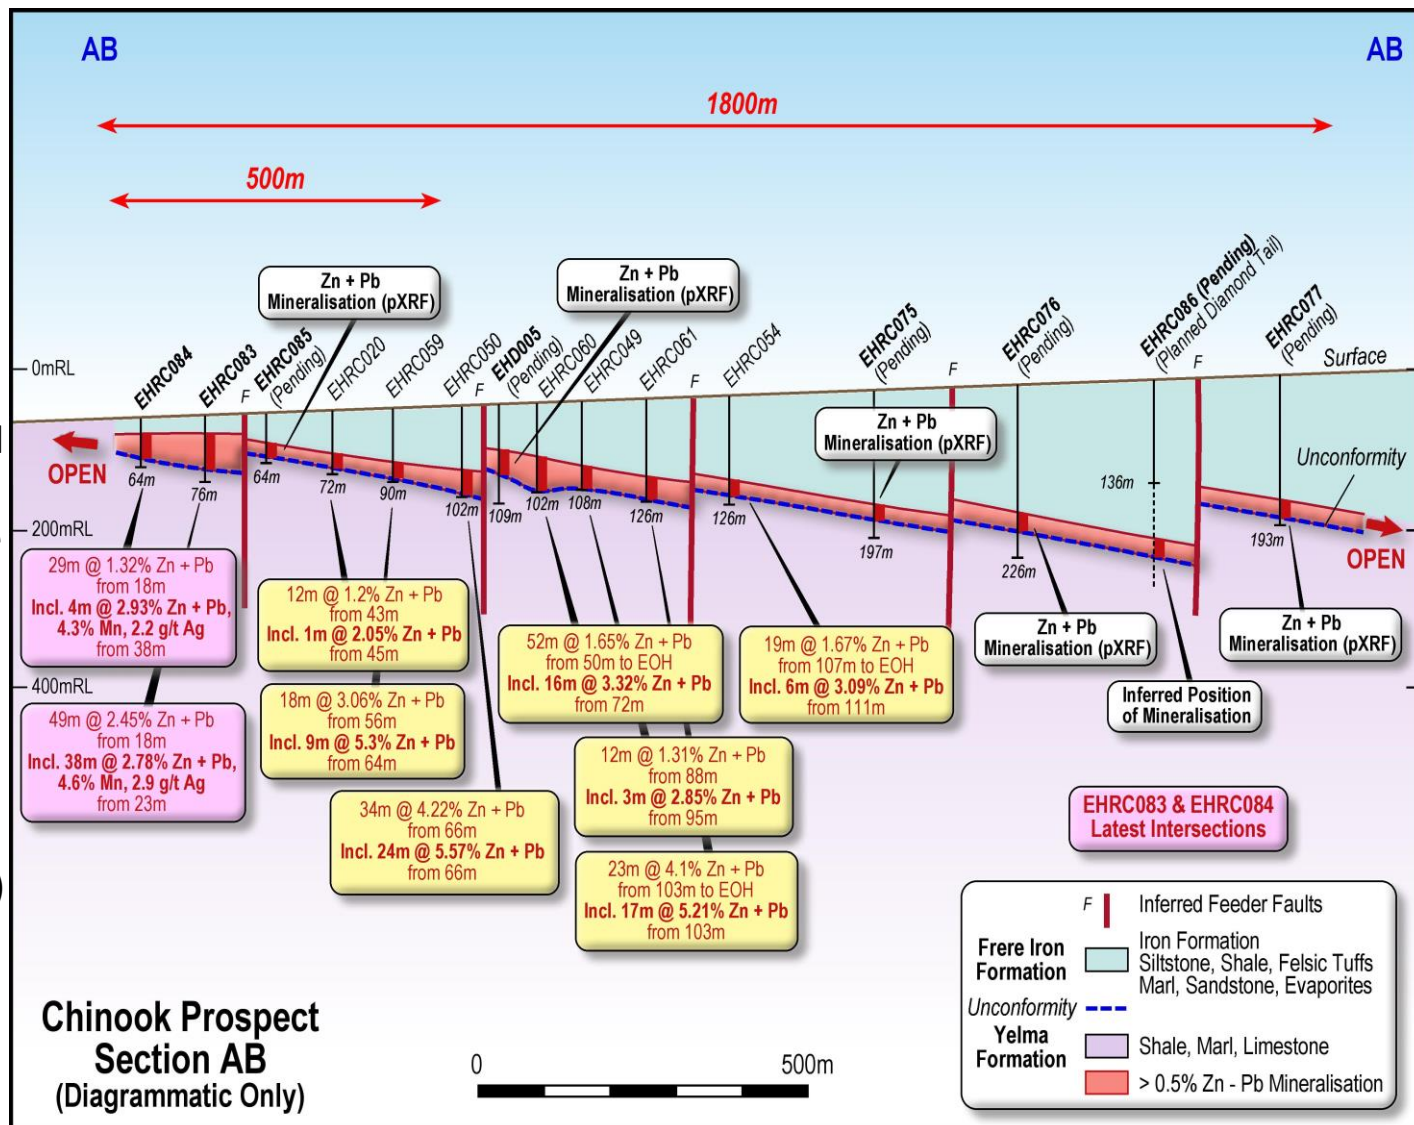 AB
AB
1800m
500m
Zn + Pb
Mineralisation (pXRF)
Zn + Pb
Mineralisation (pXRF)
EHRC084
EHRC083
F
EHRC085
(Pending)
EHRC020
EHRC059
EHRC050
F
EHD005
(Pending)
EHRC060
EHRC049
EHRC061
F
EHRC054
EHRC075
(Pending)
F
EHRC076
(Pending)
EHRC086 (Pending)
(Planned Diamond Tail)
F
EHRC077
(Pending)
0mRL
Surface
Zn + Pb
Mineralisation (pXRF)
Unconformity
OPEN
64m
76m
64m
72m
90m
102m
109m
102m
108m
126m
126m
197m
226m
136m
193m
OPEN
200mRL
400mRL
29m @ 1.32% Zn + Pb
from 18m
Incl. 4m @ 2.93% Zn + Pb,
4.3% Mn, 2.2 g/t Ag
from 38m
49m @ 2.45% Zn + Pb
from 18m
Incl. 38m @ 2.78% Zn + Pb,
4.6% Mn, 2.9 g/t Ag
from 23m
12m @ 1.2% Zn + Pb
from 43m
Incl. 1m @ 2.05% Zn + Pb
from 45m
18m @ 3.06% Zn + Pb
from 56m
Incl. 9m @ 5.3% Zn + Pb
from 64m
34m @ 4.22% Zn + Pb
from 66m
Incl. 24m @ 5.57% Zn + Pb
from 66m
52m @ 1.65% Zn + Pb
from 50m to EOH
Incl. 16m @ 3.32% Zn + Pb
from 72m
12m @ 1.31% Zn + Pb
from 88m
Incl. 3m @ 2.85% Zn + Pb
from 95m
23m @ 4.1% Zn + Pb
from 103m to EOH
Incl. 17m @ 5.21% Zn + Pb
from 103m
19m @ 1.67% Zn + Pb
from 107m to EOH
Incl. 6m @ 3.09% Zn + Pb
from 111m
Zn + Pb
Mineralisation (pXRF)
Inferred Position
of Mineralisation
Zn + Pb
Mineralisation (pXRF)
EHRC083 & EHRC084
Latest Intersections
F
Inferred Feeder Faults
Frere Iron
Formation
Iron Formation
Siltstone, Shale, Felsic Tuffs
Marl, Sandstone, Evaporites
Unconformity
Yelma
Formation
Shale, Marl, Limestone
> 0.5% Zn - Pb Mineralisation
Chinook Prospect
Section AB
(Diagrammatic Only)
0
500m